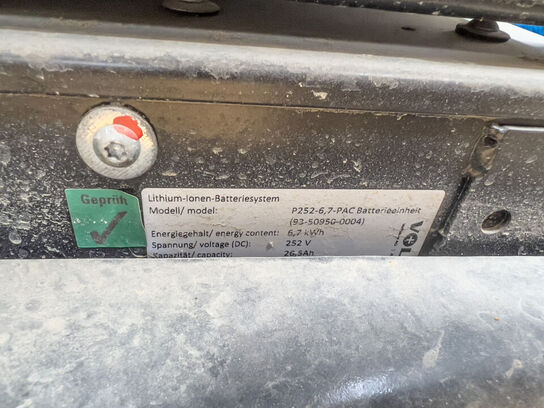 Geprüft
Lithium-Ionen-Batteriesystem
Modell/ model: P252-6,7-PAC Batterieeinheit
(93-50950-0004)
Energiegehalt/ energy content: 6,7 kWh
Spannung/ voltage (DC): 252 V
Kapazität/ capacity: 26,5Ah
VOL